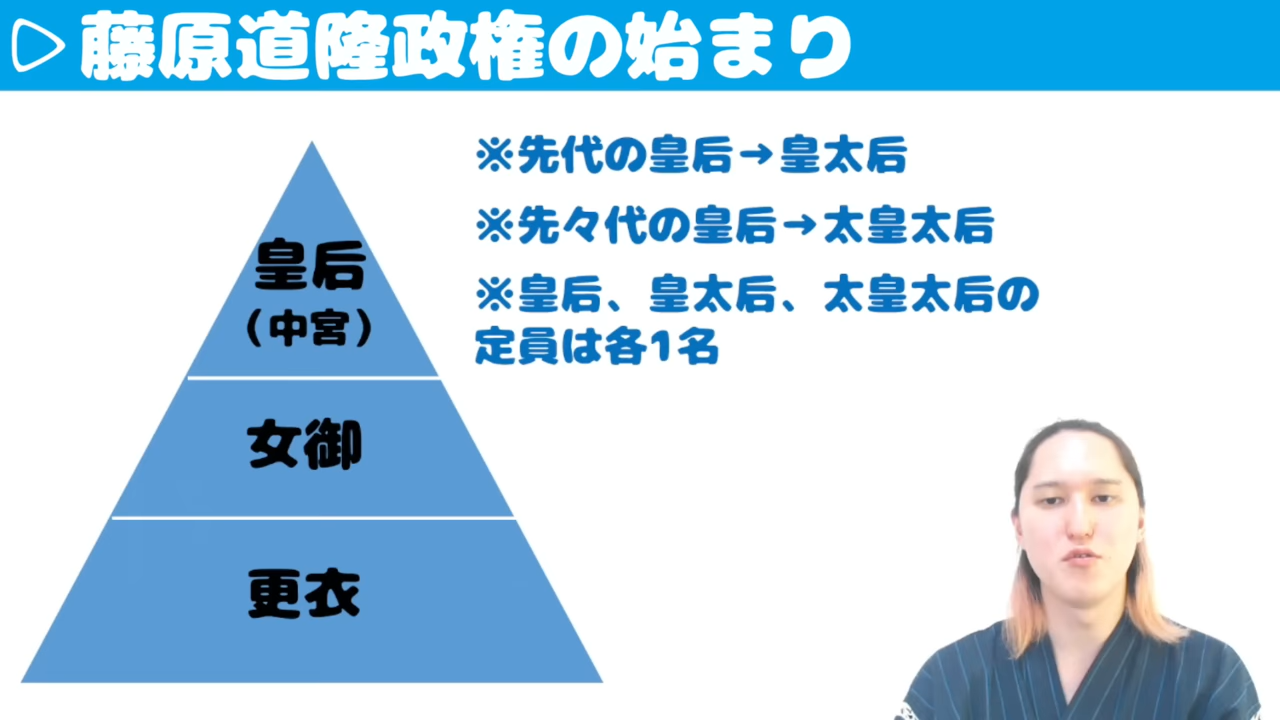 藤原道隆政権の始まり
※先代の皇后→皇太后
※先々代の皇后→太皇太后
※皇后、皇太后、太皇太后の
定員は各1名
皇后
（中宮）
女御
更衣